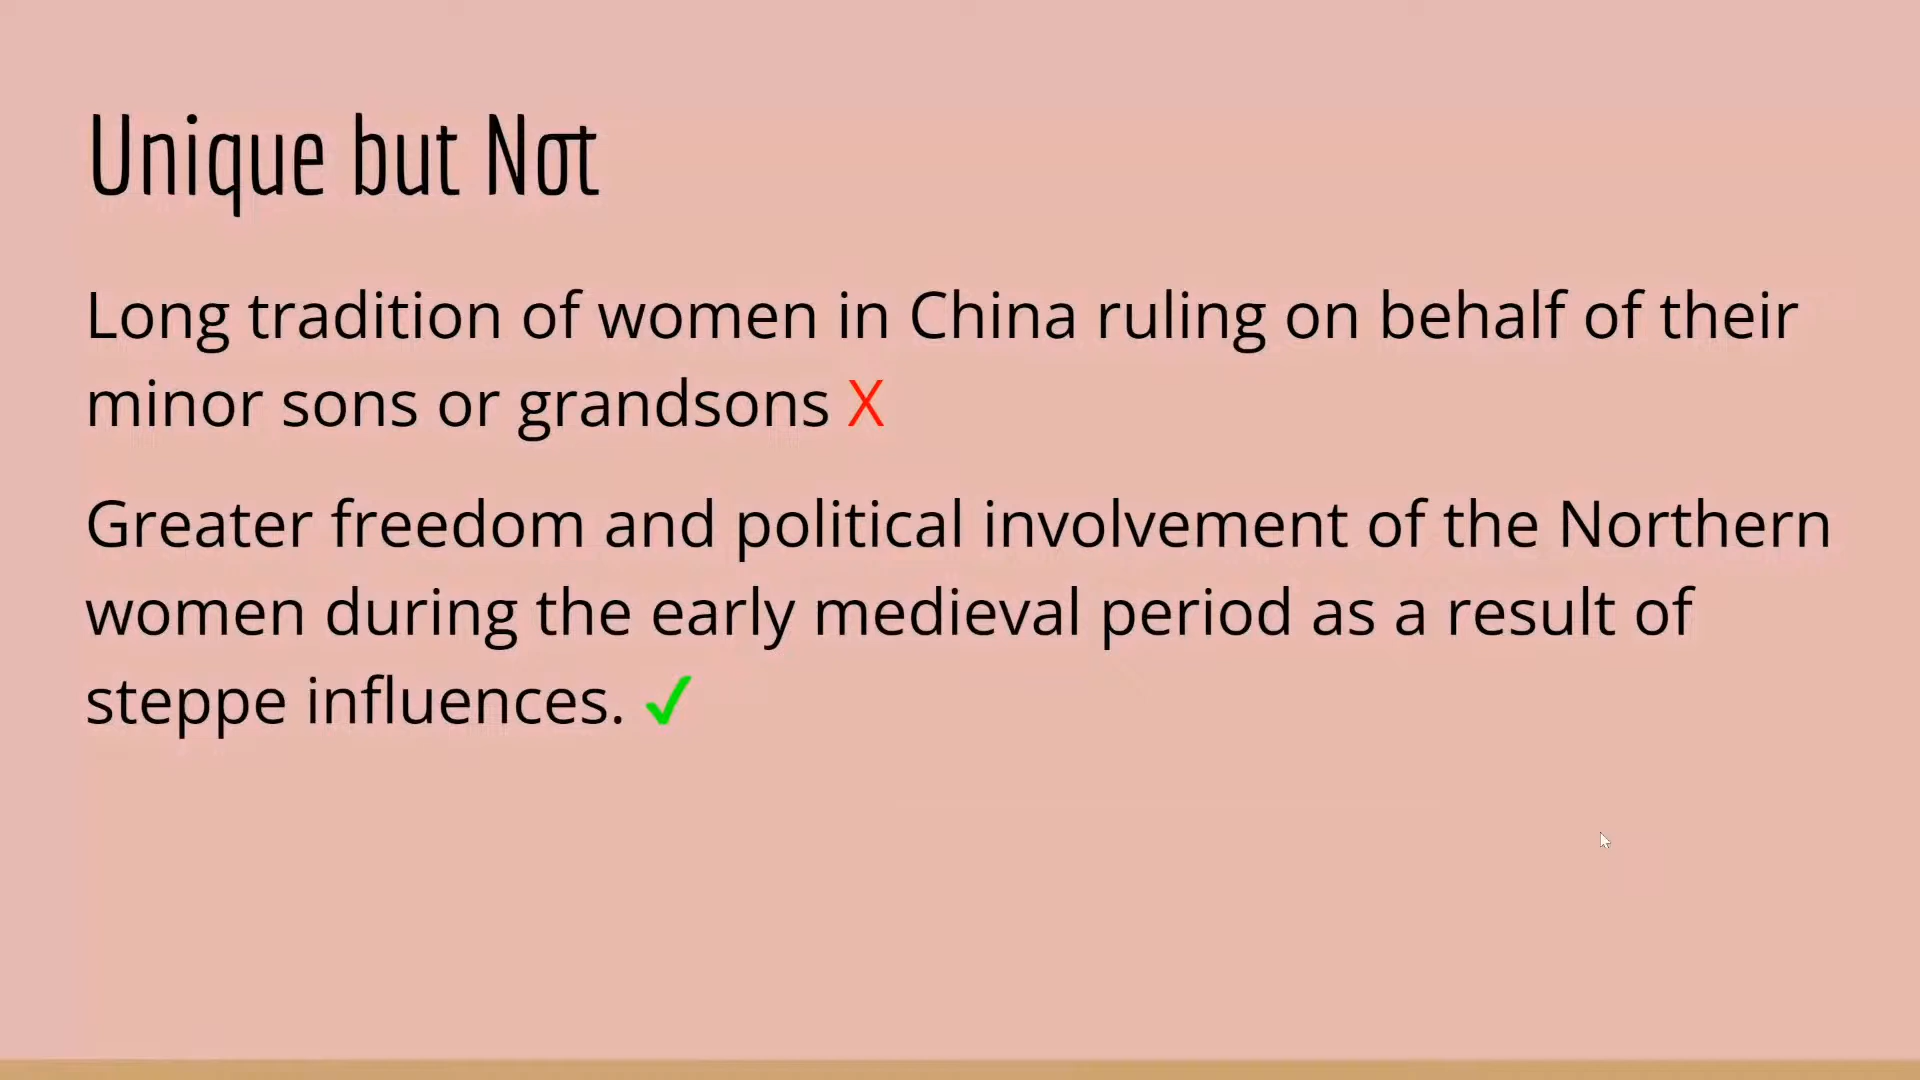 Unique but Not
Long tradition of women in China ruling on behalf of their
minor sons or grandsons X
Greater freedom and political involvement of the Northern
women during the early medieval period as a result of
steppe influences. ✓